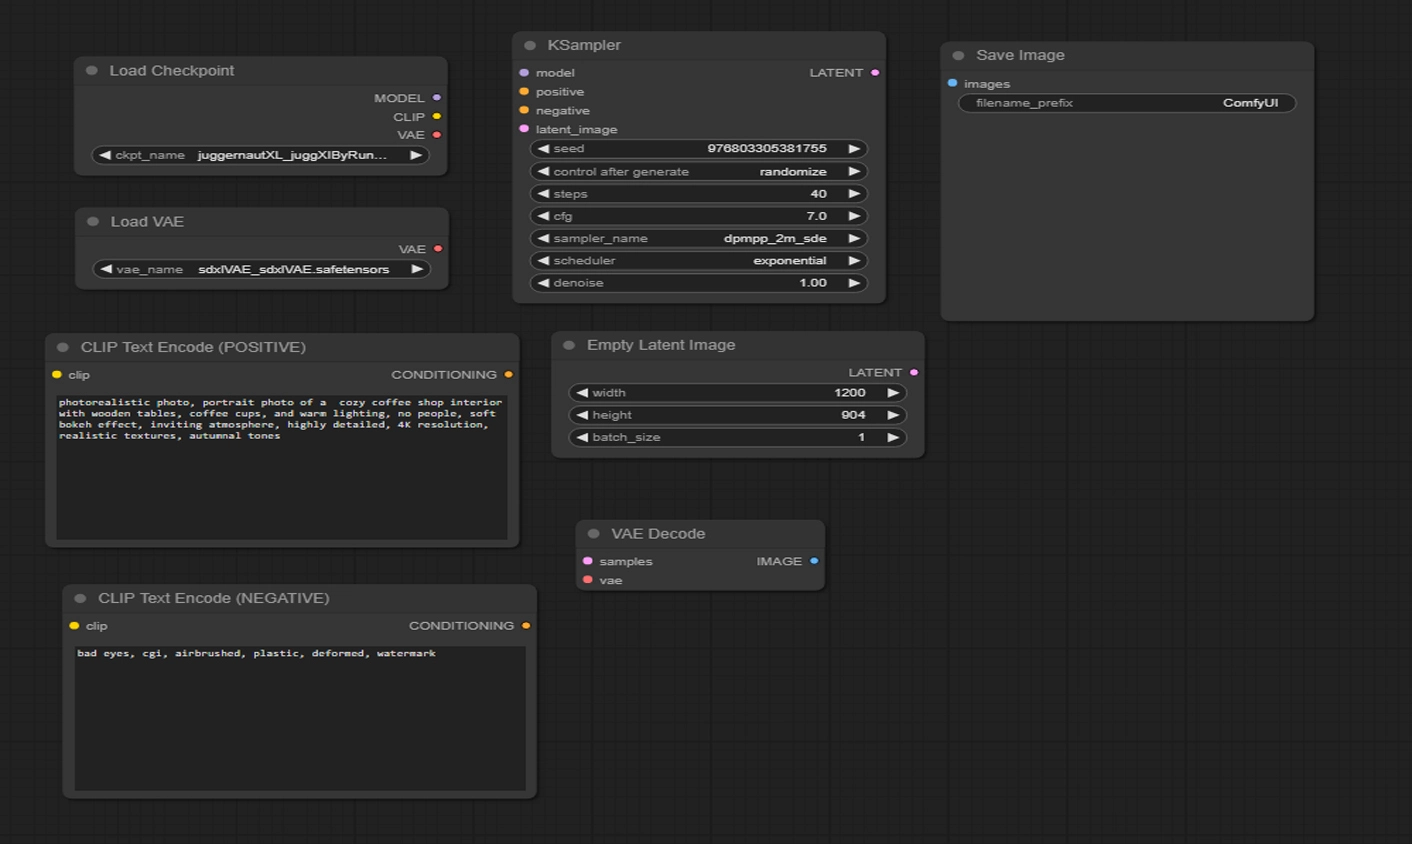 Load Checkpoint
MODEL
CLIP
VAE
ckpt_name juggernautXL_juggXIByRun...
Load VAE
VAE
vae_name sdxlVAE_sdxlVAE.safetensors
CLIP Text Encode (POSITIVE)
clip CONDITIONING
photorealistic photo, portrait photo of a  cozy coffee shop interior
with wooden tables, coffee cups, and warm lighting, no people, soft
bokeh effect, inviting atmosphere, highly detailed, 4K resolution,
realistic textures, autumnal tones
CLIP Text Encode (NEGATIVE)
clip CONDITIONING
bad eyes, cgi, airbrushed, plastic, deformed, watermark
KSampler
model LATENT
positive
negative
latent_image
seed 976803305381755
control after generate randomize
steps 40
cfg 7.0
sampler_name dpmpp_2m_sde
scheduler exponential
denoise 1.00
Empty Latent Image
LATENT
width 1200
height 904
batch_size 1
VAE Decode
samples IMAGE
vae
Save Image
images
filename_prefix ComfyUI